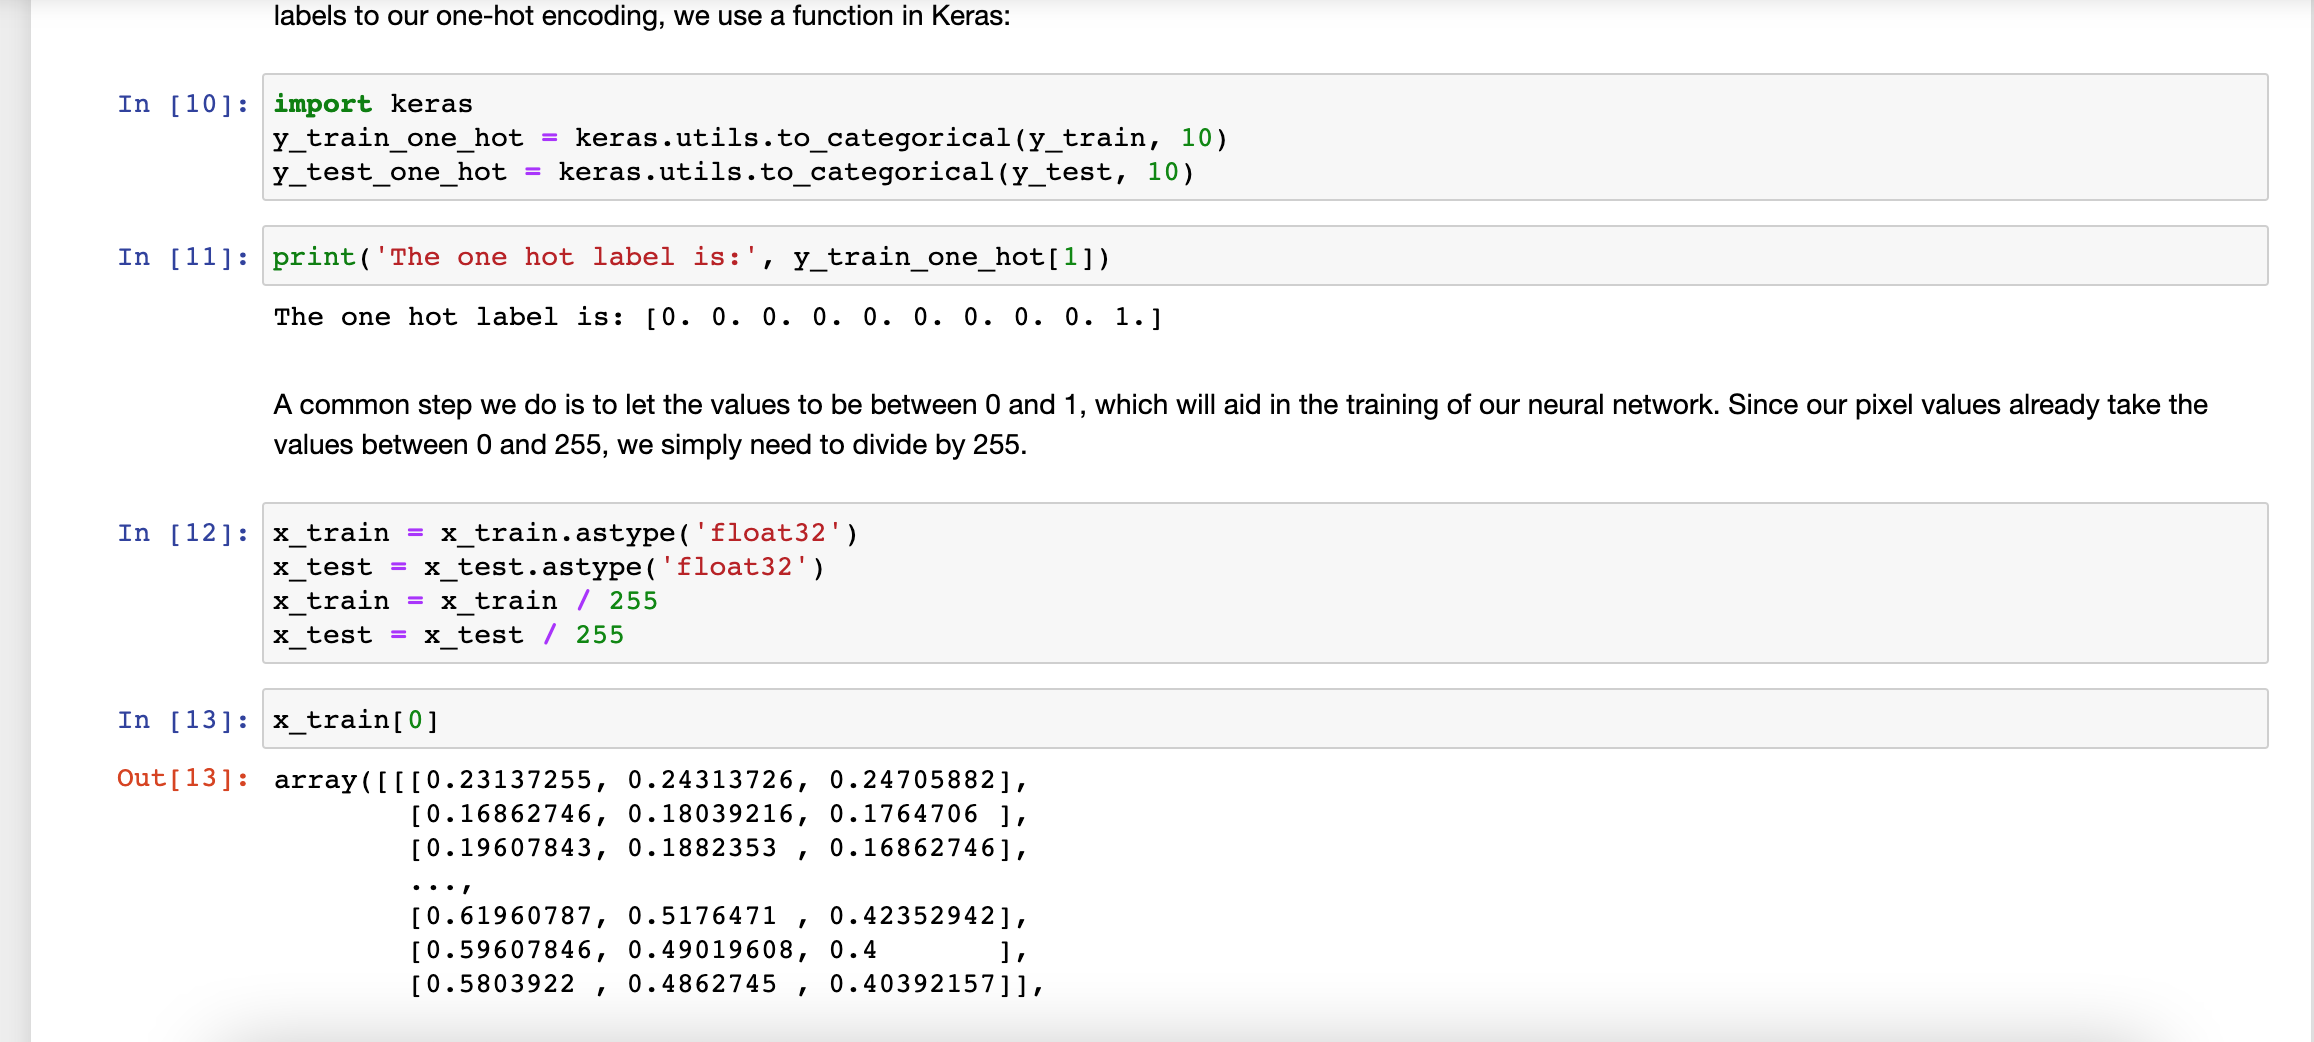 labels to our one-hot encoding, we use a function in Keras:
In [10]: import keras
y_train_one_hot = keras.utils.to_categorical(y_train, 10)
y_test_one_hot = keras.utils.to_categorical(y_test, 10)
In [11]: print('The one hot label is:', y_train_one_hot[1])
The one hot label is: [0. 0. 0. 0. 0. 0. 0. 0. 0. 1.]
A common step we do is to let the values to be between 0 and 1, which will aid in the training of our neural network. Since our pixel values already take the
values between 0 and 255, we simply need to divide by 255.
In [12]: x_train = x_train.astype('float32')
x_test = x_test.astype('float32')
x_train = x_train / 255
x_test = x_test / 255
In [13]: x_train[0]
Out[13]: array([[[0.23137255, 0.24313726, 0.24705882],
[0.16862746, 0.18039216, 0.1764706 ],
[0.19607843, 0.1882353 , 0.16862746],
...,
[0.61960787, 0.5176471 , 0.42352942],
[0.59607846, 0.49019608, 0.4       ],
[0.5803922 , 0.4862745 , 0.40392157]],